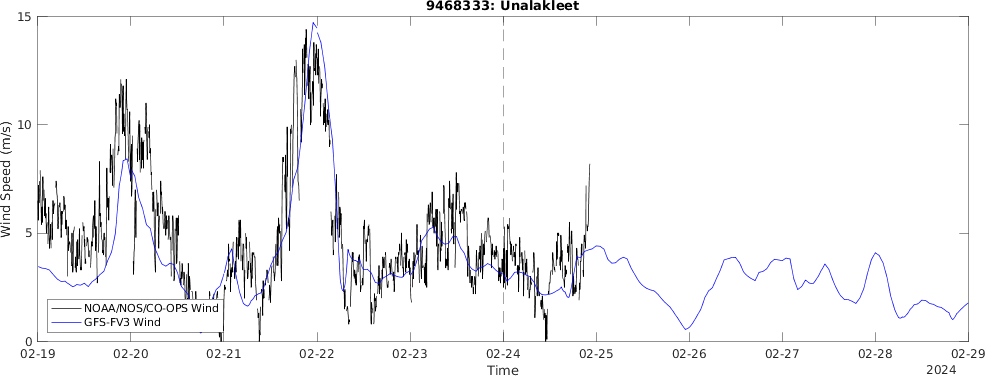 9468333: Unalakleet
Wind Speed (m/s)
15
10
5
0
NOAA/NOS/CO-OPS Wind
GFS-FV3 Wind
02-19 02-20 02-21 02-22 02-23 02-24 02-25 02-26 02-27 02-28 02-29
Time
2024